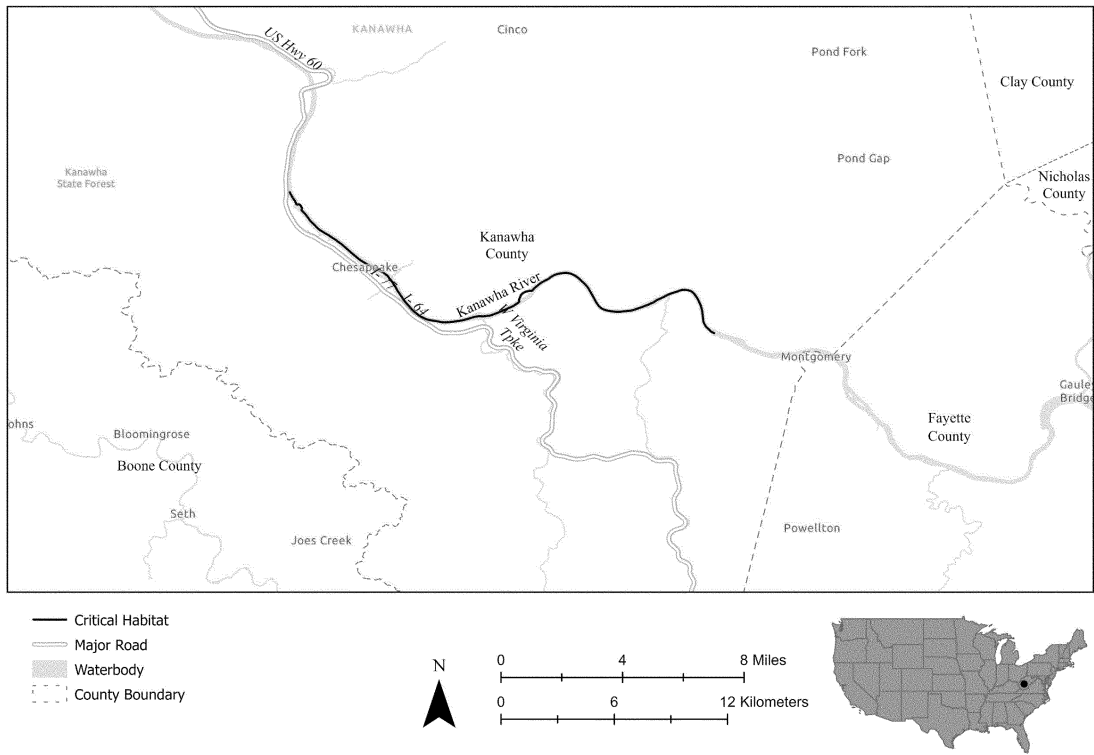 US Hwy 60
KANAWHA
Cinco
Pond Fork
Clay County
Kanawha
State Forest
Pond Gap
Nicholas
County
Kanawha
County
Chesapeake
I-77
I-64
Kanawha River
W Virginia
Tpke
Montgomery
Gauley
Bridge
Fayette
County
ohns
Bloomingrose
Boone County
Seth
Joes Creek
Powellton
Critical Habitat
Major Road
Waterbody
County Boundary
N
0 4 8 Miles
0 6 12 Kilometers